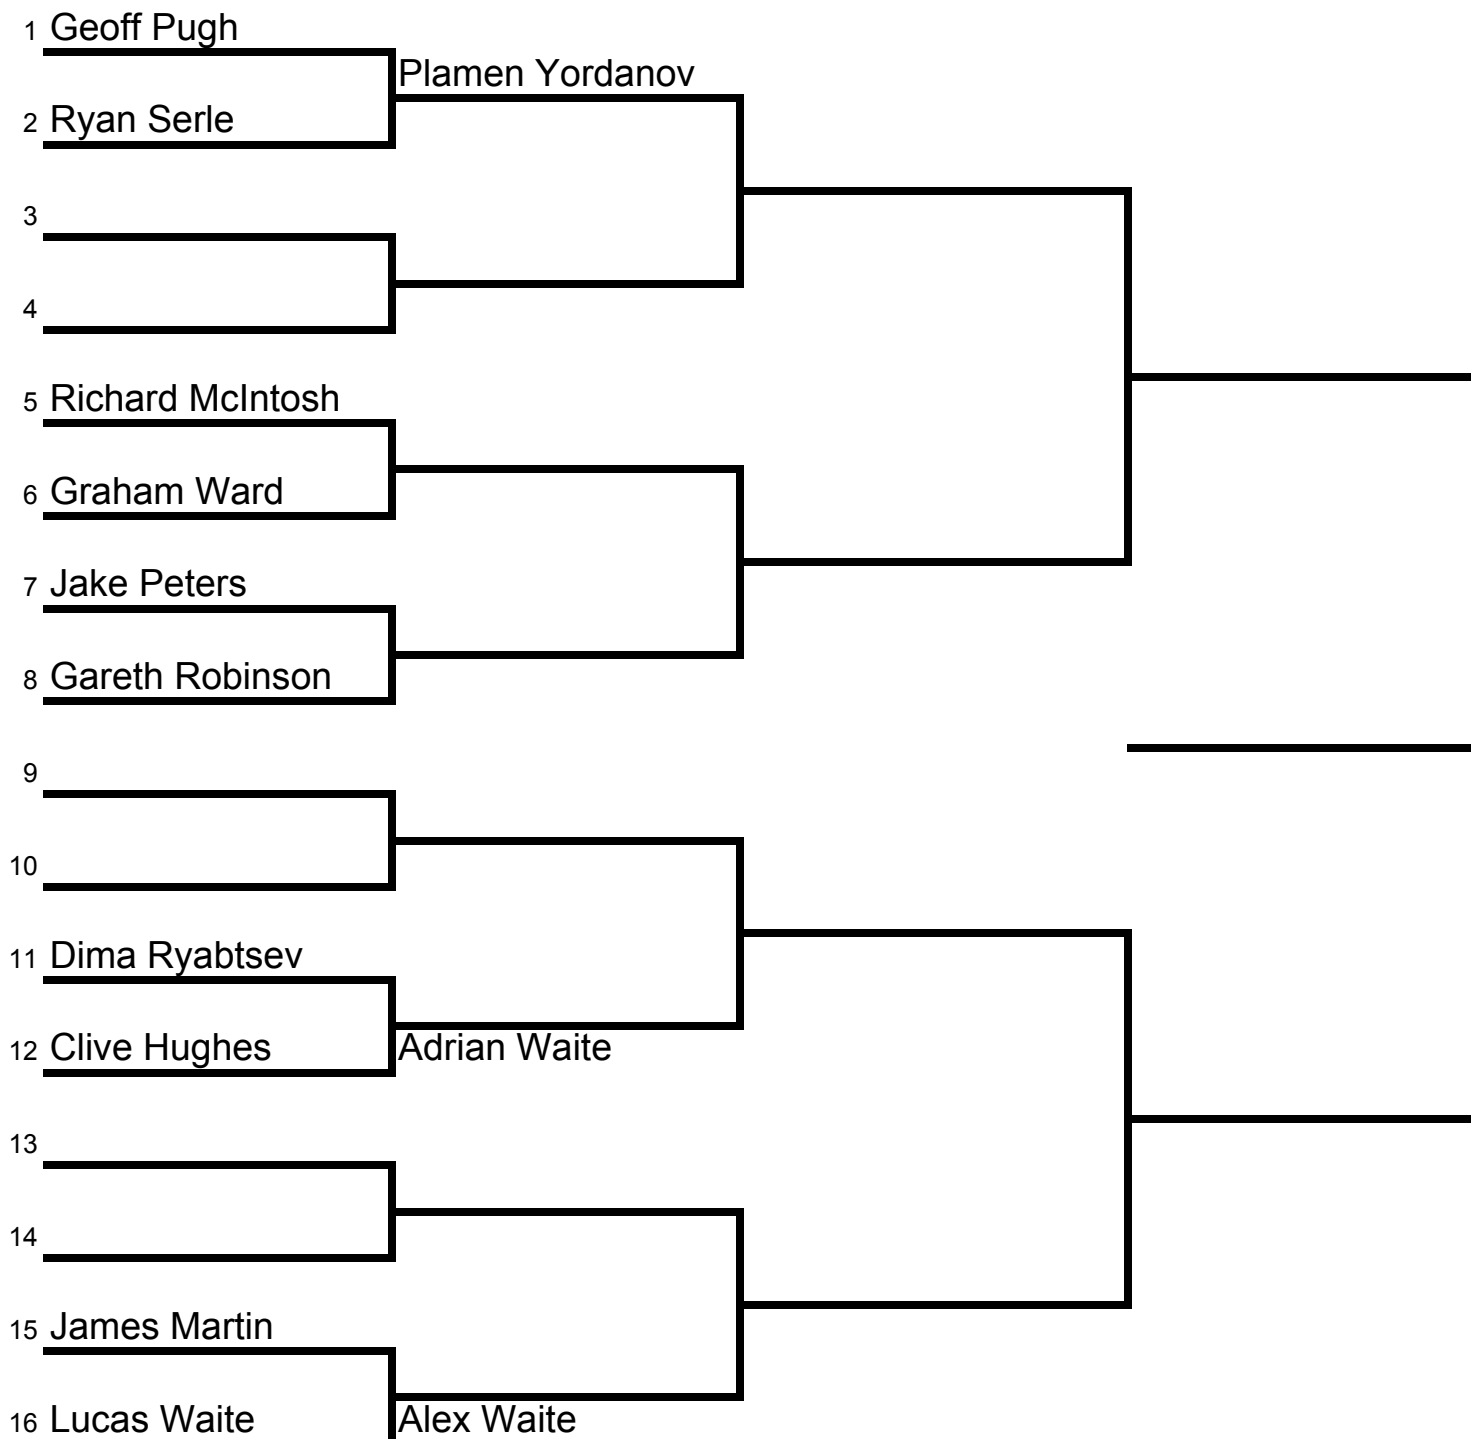 1 Geoff Pugh
Plamen Yordanov
2 Ryan Serle
3
4
5 Richard McIntosh
6 Graham Ward
7 Jake Peters
8 Gareth Robinson
9
10
11 Dima Ryabtsev
12 Clive Hughes
Adrian Waite
13
14
15 James Martin
16 Lucas Waite
Alex Waite